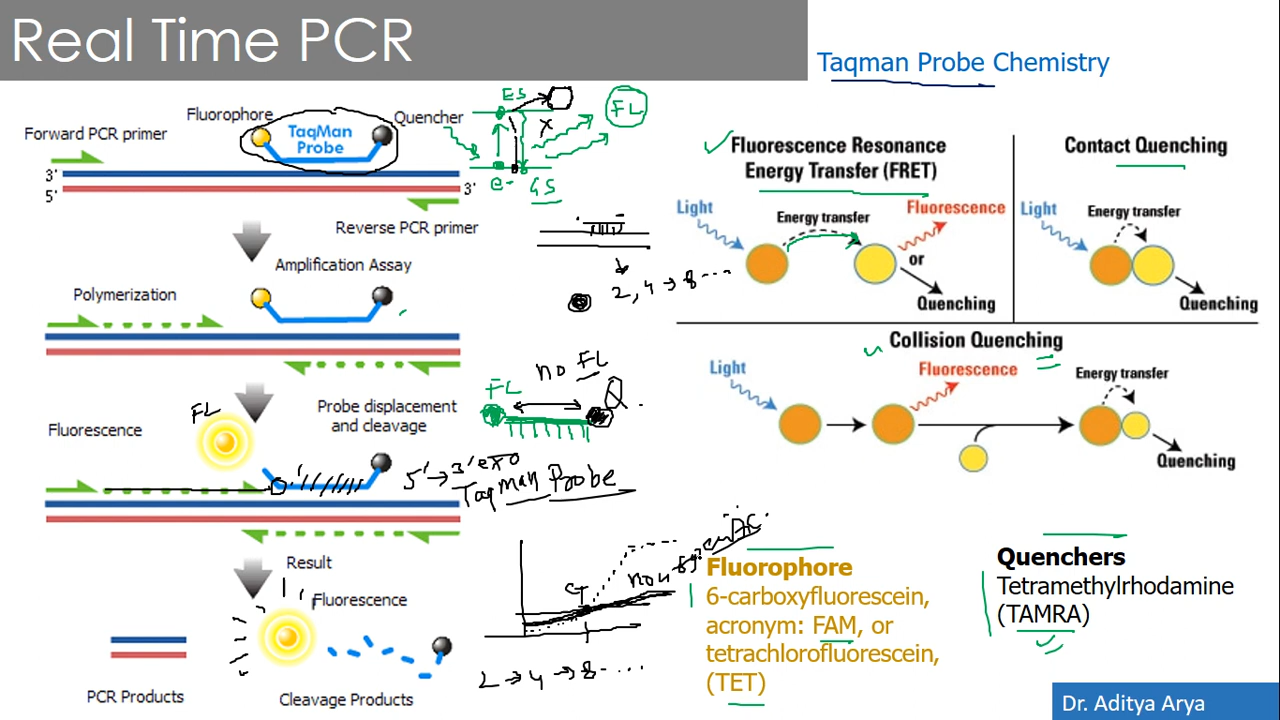 Real Time PCR
Taqman Probe Chemistry
Fluorophore
TaqMan
Probe
Quencher
Forward PCR primer
3'
5'
3'
Reverse PCR primer
ES
FL
X
e-
GS
Amplification Assay
Polymerization
2, 4 → 8 ...
no FL
FL
Q
Probe displacement
and cleavage
Fluorescence
FL
5' → 3' exo
Taqman Probe
Result
Fluorescence
CT
2 → 4 → 8 ....
PCR Products
Cleavage Products
Fluorescence Resonance
Energy Transfer (FRET)
Light
Energy transfer
Fluorescence
or
Quenching
Contact Quenching
Light
Energy transfer
Quenching
Collision Quenching
Light
Fluorescence
Energy transfer
Quenching
Fluorophore
6-carboxyfluorescein,
acronym: FAM, or
tetrachlorofluorescein,
(TET)
Quenchers
Tetramethylrhodamine
(TAMRA)
Dr. Aditya Arya